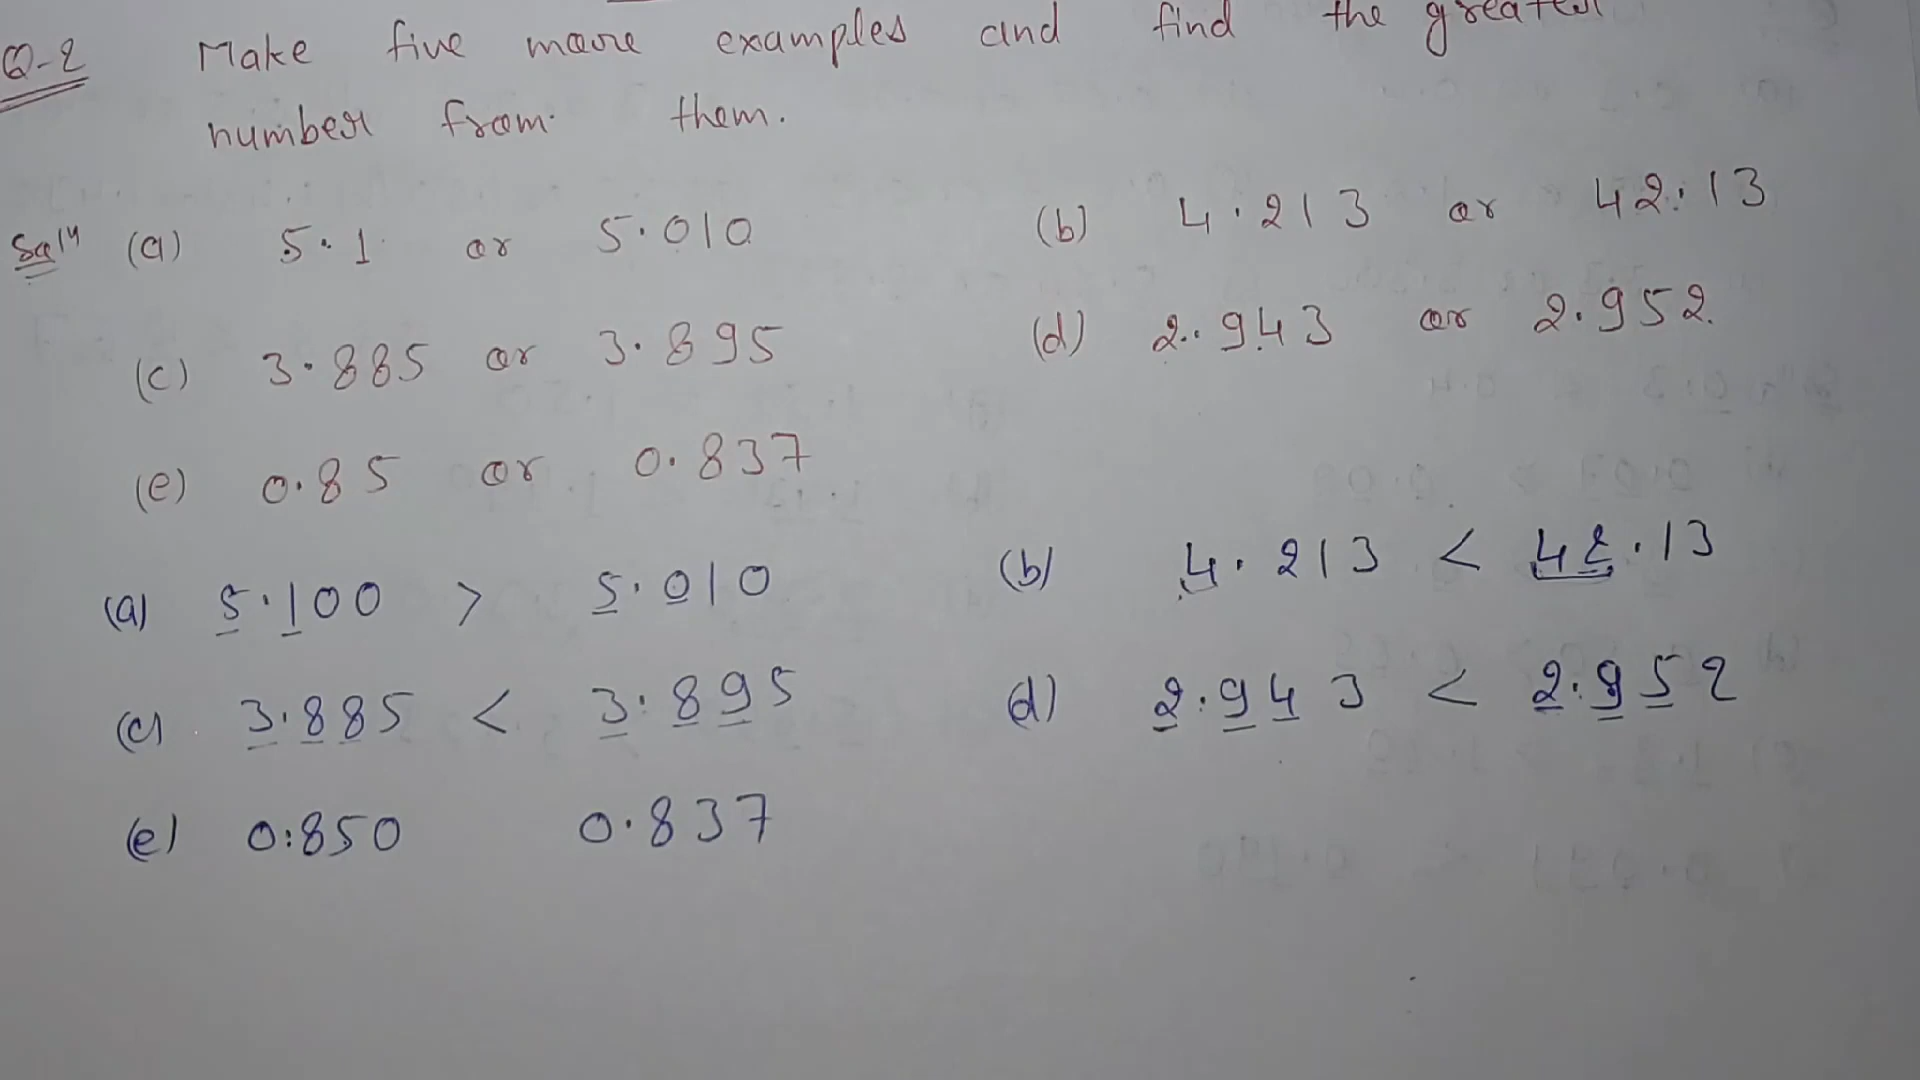 Q-2 Make five more examples and find the greater
number from them.
Solⁿ (a) 5.1 or 5.010 (b) 4.213 or 42.13
(c) 3.885 or 3.895 (d) 2.943 or 2.952
(e) 0.85 or 0.837
(a) 5.100 > 5.010 (b) 4.213 < 42.13
(c) 3.885 < 3.895 (d) 2.943 < 2.952
(e) 0.850 0.837